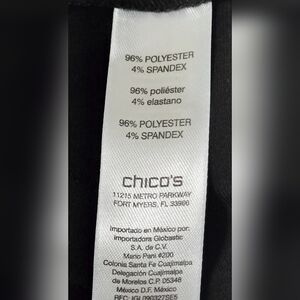 96% POLYESTER
4% SPANDEX
96% poliéster
4% elastano
96% POLYESTER
4% SPANDEX
chico's
11215 METRO PARKWAY
FORT MYERS, FL 33966
Importado en México por:
Importadora Globastic
S.A. de C.V.
Mario Pani #200
Colonia Santa Fe Cuajimalpa
Delegación Cuajimalpa
de Morelos C.P. 05348
México D.F. México
RFC: IGL090327SE5